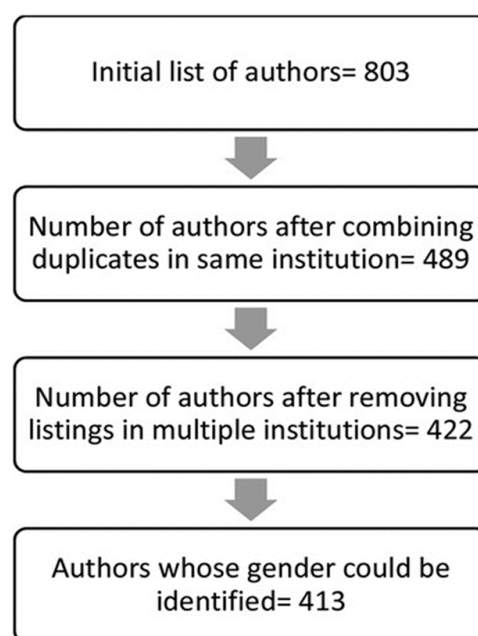 Initial list of authors= 803
Number of authors after combining
duplicates in same institution= 489
Number of authors after removing
listings in multiple institutions= 422
Authors whose gender could be
identified= 413